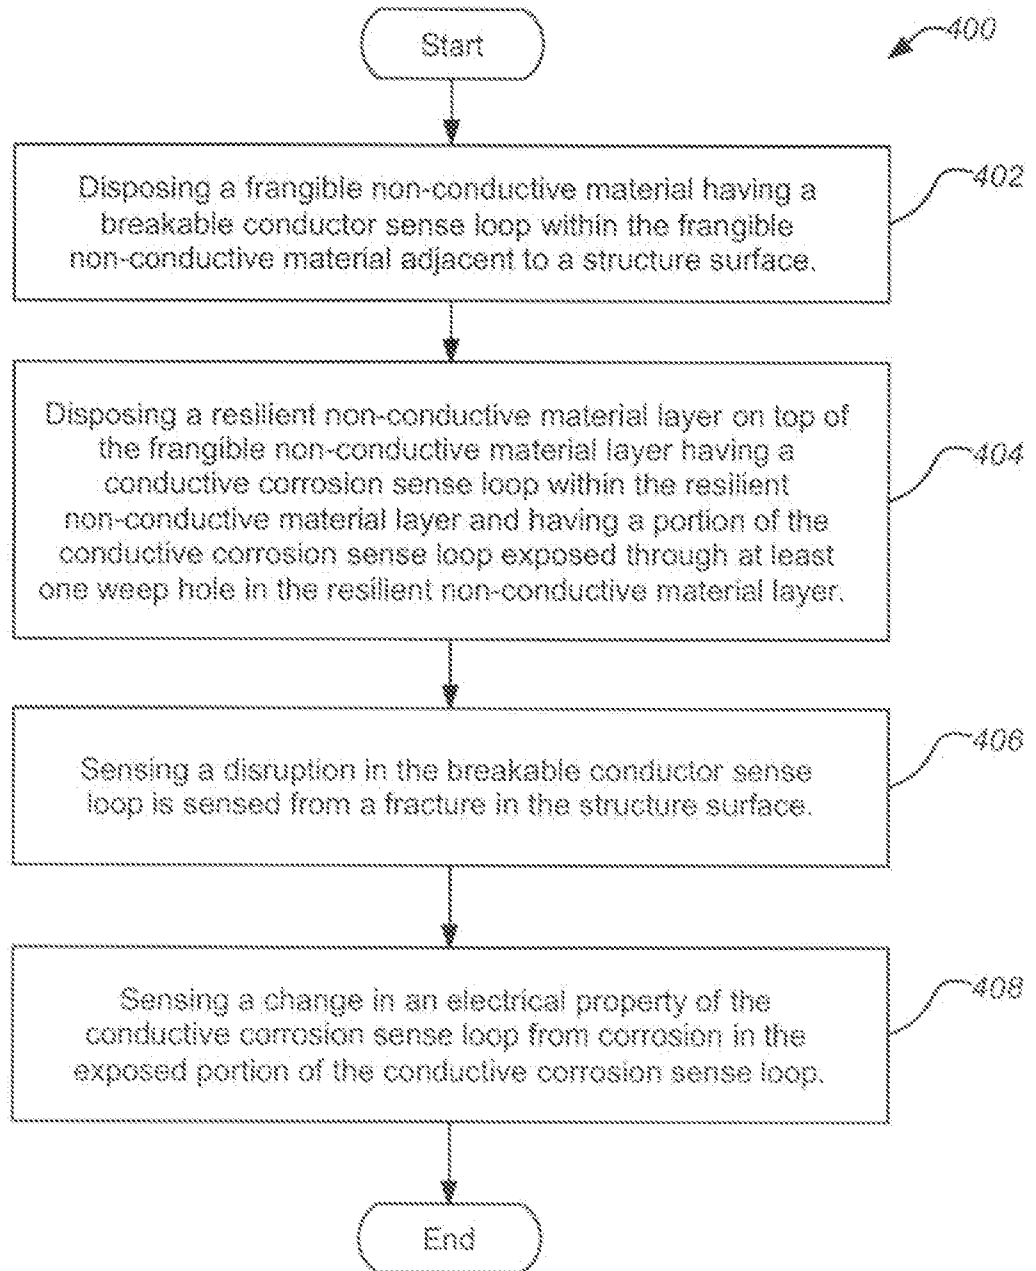 Start
400
Disposing a frangible non-conductive material having a
breakable conductor sense loop within the frangible
non-conductive material adjacent to a structure surface.
402
Disposing a resilient non-conductive material layer on top of
the frangible non-conductive material layer having a
conductive corrosion sense loop within the resilient
non-conductive material layer and having a portion of the
conductive corrosion sense loop exposed through at least
one weep hole in the resilient non-conductive material layer.
404
Sensing a disruption in the breakable conductor sense
loop is sensed from a fracture in the structure surface.
406
Sensing a change in an electrical property of the
conductive corrosion sense loop from corrosion in the
exposed portion of the conductive corrosion sense loop.
408
End